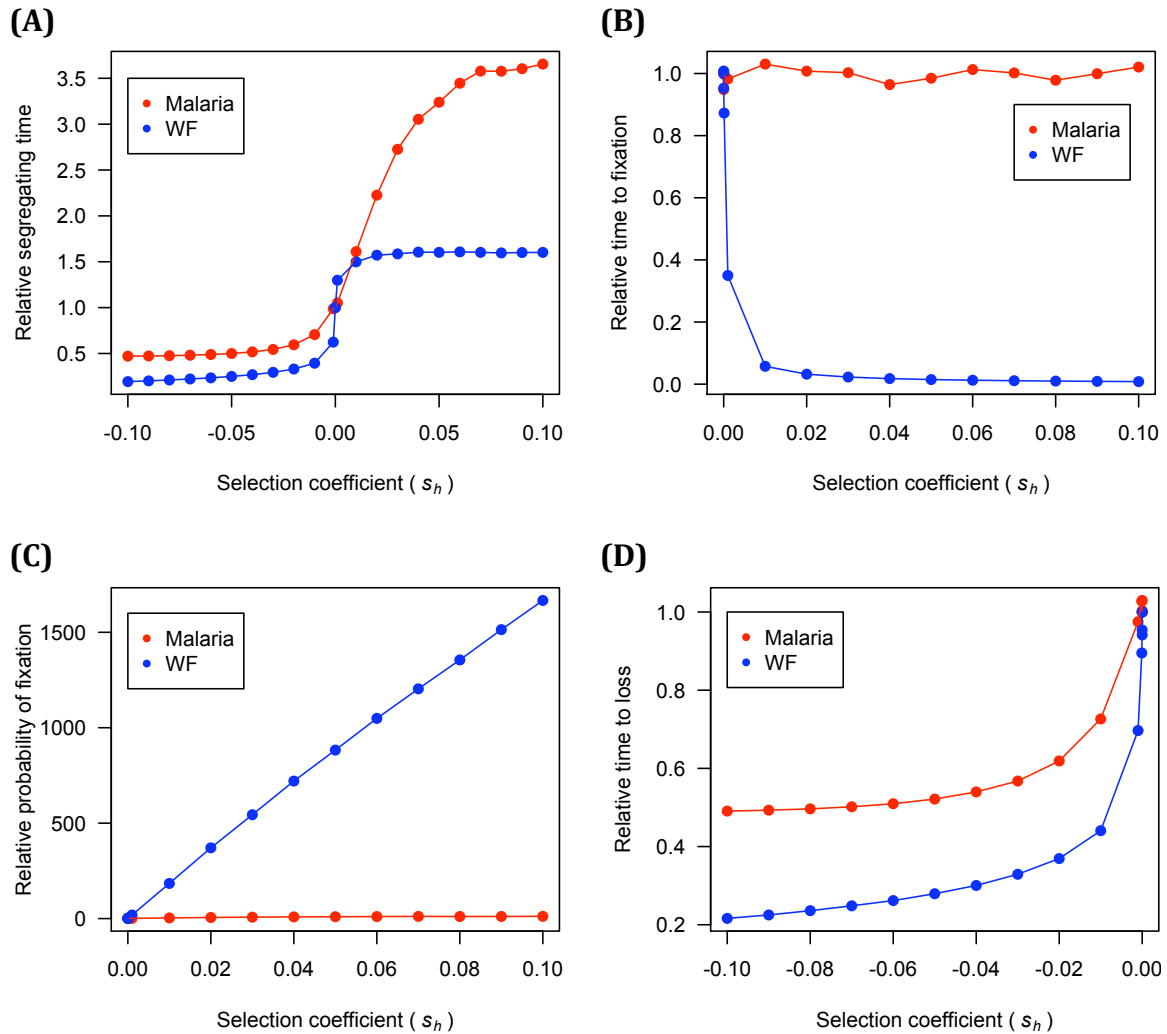 (A)
Relative segregating time
3.5
3.0
2.5
2.0
1.5
1.0
0.5
Malaria
WF
-0.10
-0.05
0.00
0.05
0.10
Selection coefficient ( s_h )
(B)
Relative time to fixation
1.0
0.8
0.6
0.4
0.2
0.0
Malaria
WF
0.00
0.02
0.04
0.06
0.08
0.10
Selection coefficient ( s_h )
(C)
Relative probability of fixation
1500
1000
500
0
Malaria
WF
0.00
0.02
0.04
0.06
0.08
0.10
Selection coefficient ( s_h )
(D)
Relative time to loss
1.0
0.8
0.6
0.4
0.2
Malaria
WF
-0.10
-0.08
-0.06
-0.04
-0.02
0.00
Selection coefficient ( s_h )